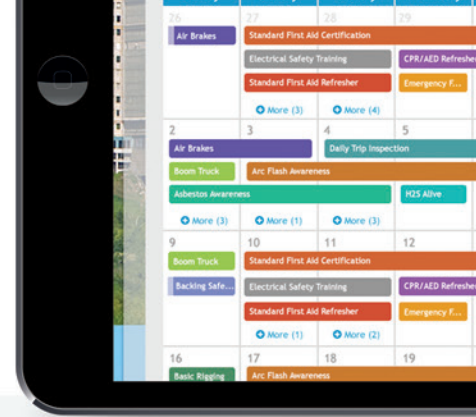 26 27 28 29
Air Brakes Standard First Aid Certification
Electrical Safety Training CPR/AED Refresher
Standard First Aid Refresher Emergency F...
More (3) More (4)
2 3 4 5
Air Brakes Daily Trip Inspection
Boom Truck Arc Flash Awareness
Asbestos Awareness H2S Alive
More (3) More (1) More (3)
9 10 11 12
Boom Truck Standard First Aid Certification
Backing Safe... Electrical Safety Training CPR/AED Refresher
Standard First Aid Refresher Emergency F...
More (1) More (2)
16 17 18 19
Basic Rigging Arc Flash Awareness